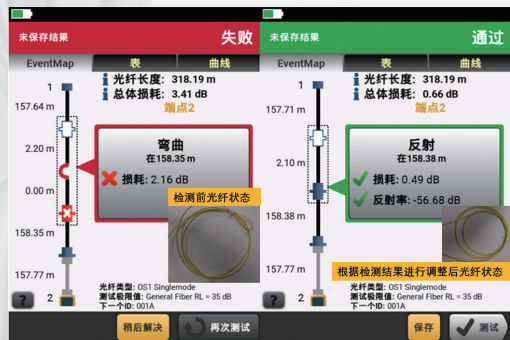 未保存结果 失败
EventMap 表 曲线
光纤长度: 318.19 m
总体损耗: 3.41 dB
端点2
1
157.64 m
2.20 m
0.00 m
158.35 m
157.77 m
2
弯曲
在158.35 m
损耗: 2.16 dB
检测前光纤状态
光纤类型: OS1 Singlemode
测试极限值: General Fiber RL = 35 dB
下一个ID: 001A
?
稍后解决 再次测试
未保存结果 通过
EventMap 表 曲线
光纤长度: 318.19 m
总体损耗: 0.66 dB
端点2
1
157.71 m
2.10 m
158.38 m
157.77 m
2
反射
在158.38 m
损耗: 0.49 dB
反射率: -56.68 dB
根据检测结果进行调整后光纤状态
光纤类型: OS1 Singlemode
测试极限值: General Fiber RL = 35 dB
下一个ID: 001A
?
保存 测试